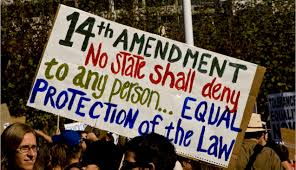 14th AMENDMENT
No State shall deny
to any person... EQUAL
PROTECTION of the Law